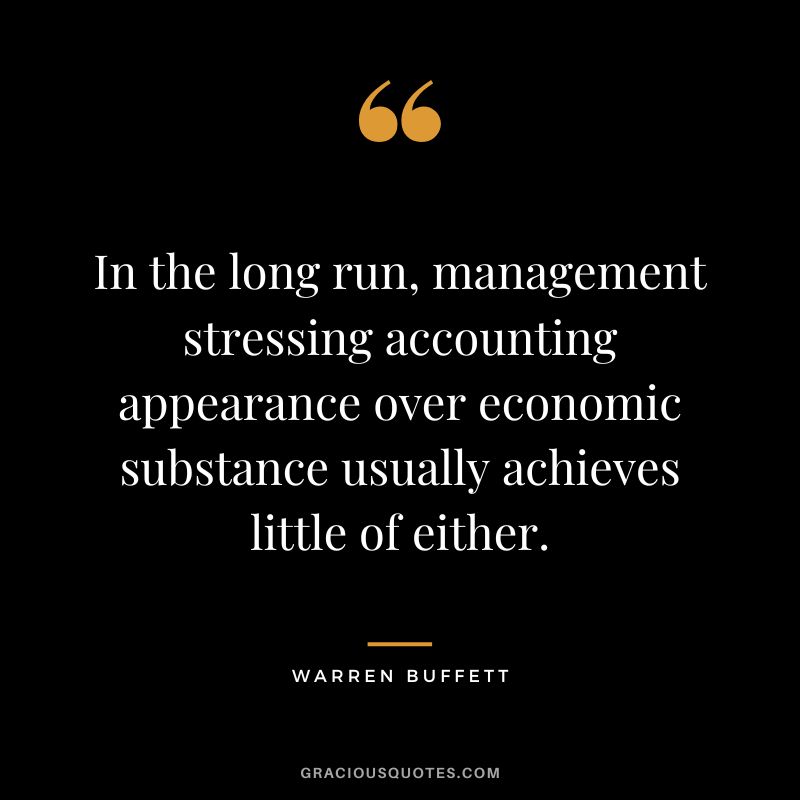 “
In the long run, management
stressing accounting
appearance over economic
substance usually achieves
little of either.
WARREN BUFFETT
GRACIOUSQUOTES.COM